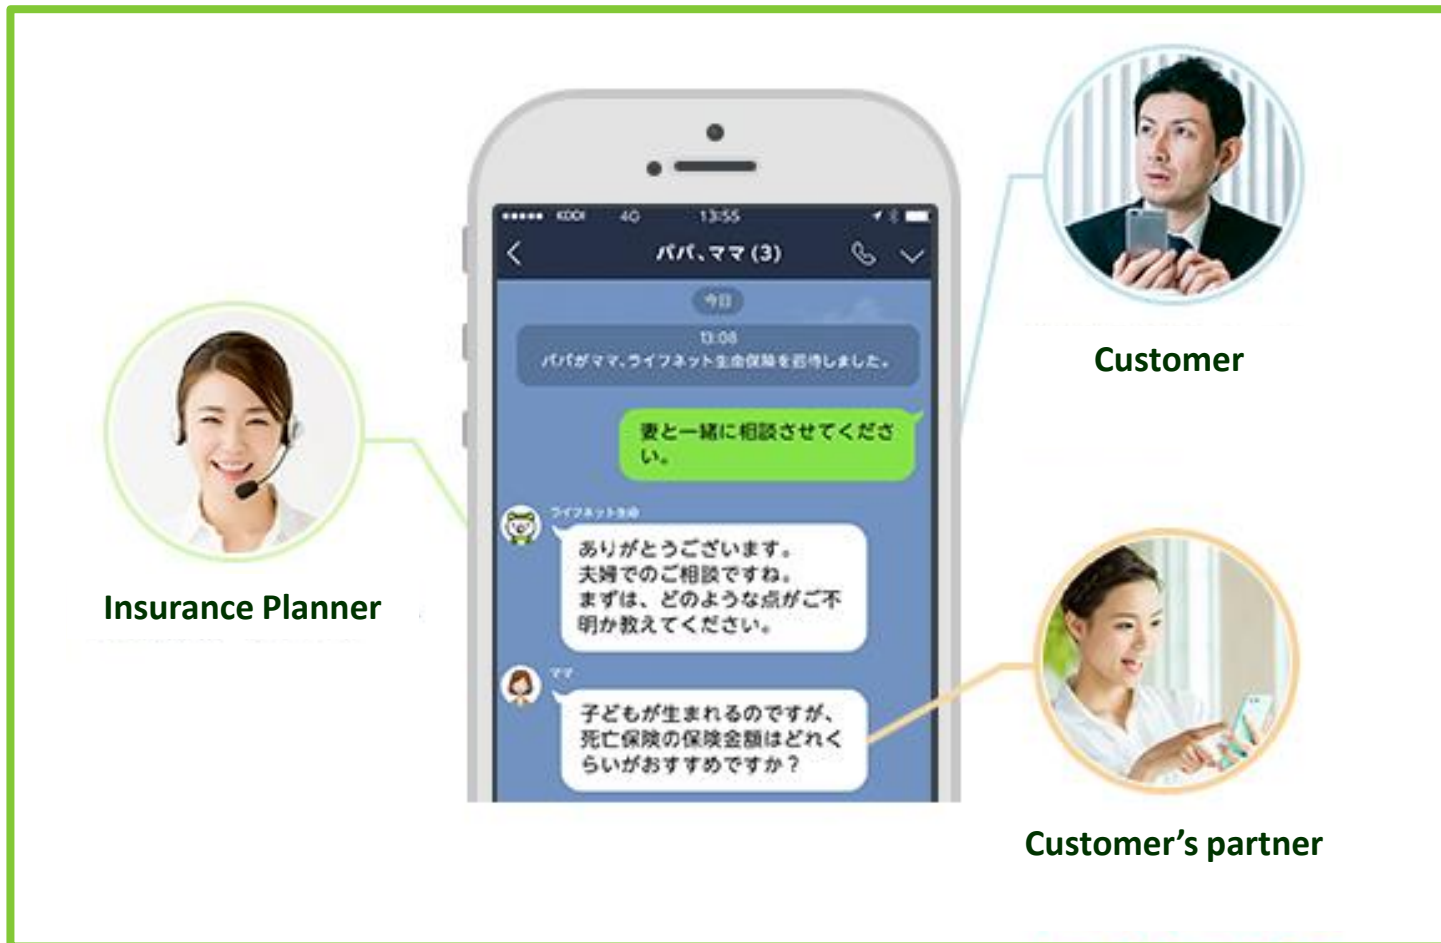 KDDI 4G 13:55
パパ、ママ (3)
今日
13:08
パパがママ、ライフネット生命保険を招待しました。
妻と一緒に相談させてくださ
い。
ライフネット生命
ありがとうございます。
夫婦でのご相談ですね。
まずは、どのような点がご不
明か教えてください。
ママ
子どもが生まれるのですが、
死亡保険の保険金額はどれく
らいがおすすめですか？
Insurance Planner
Customer
Customer’s partner